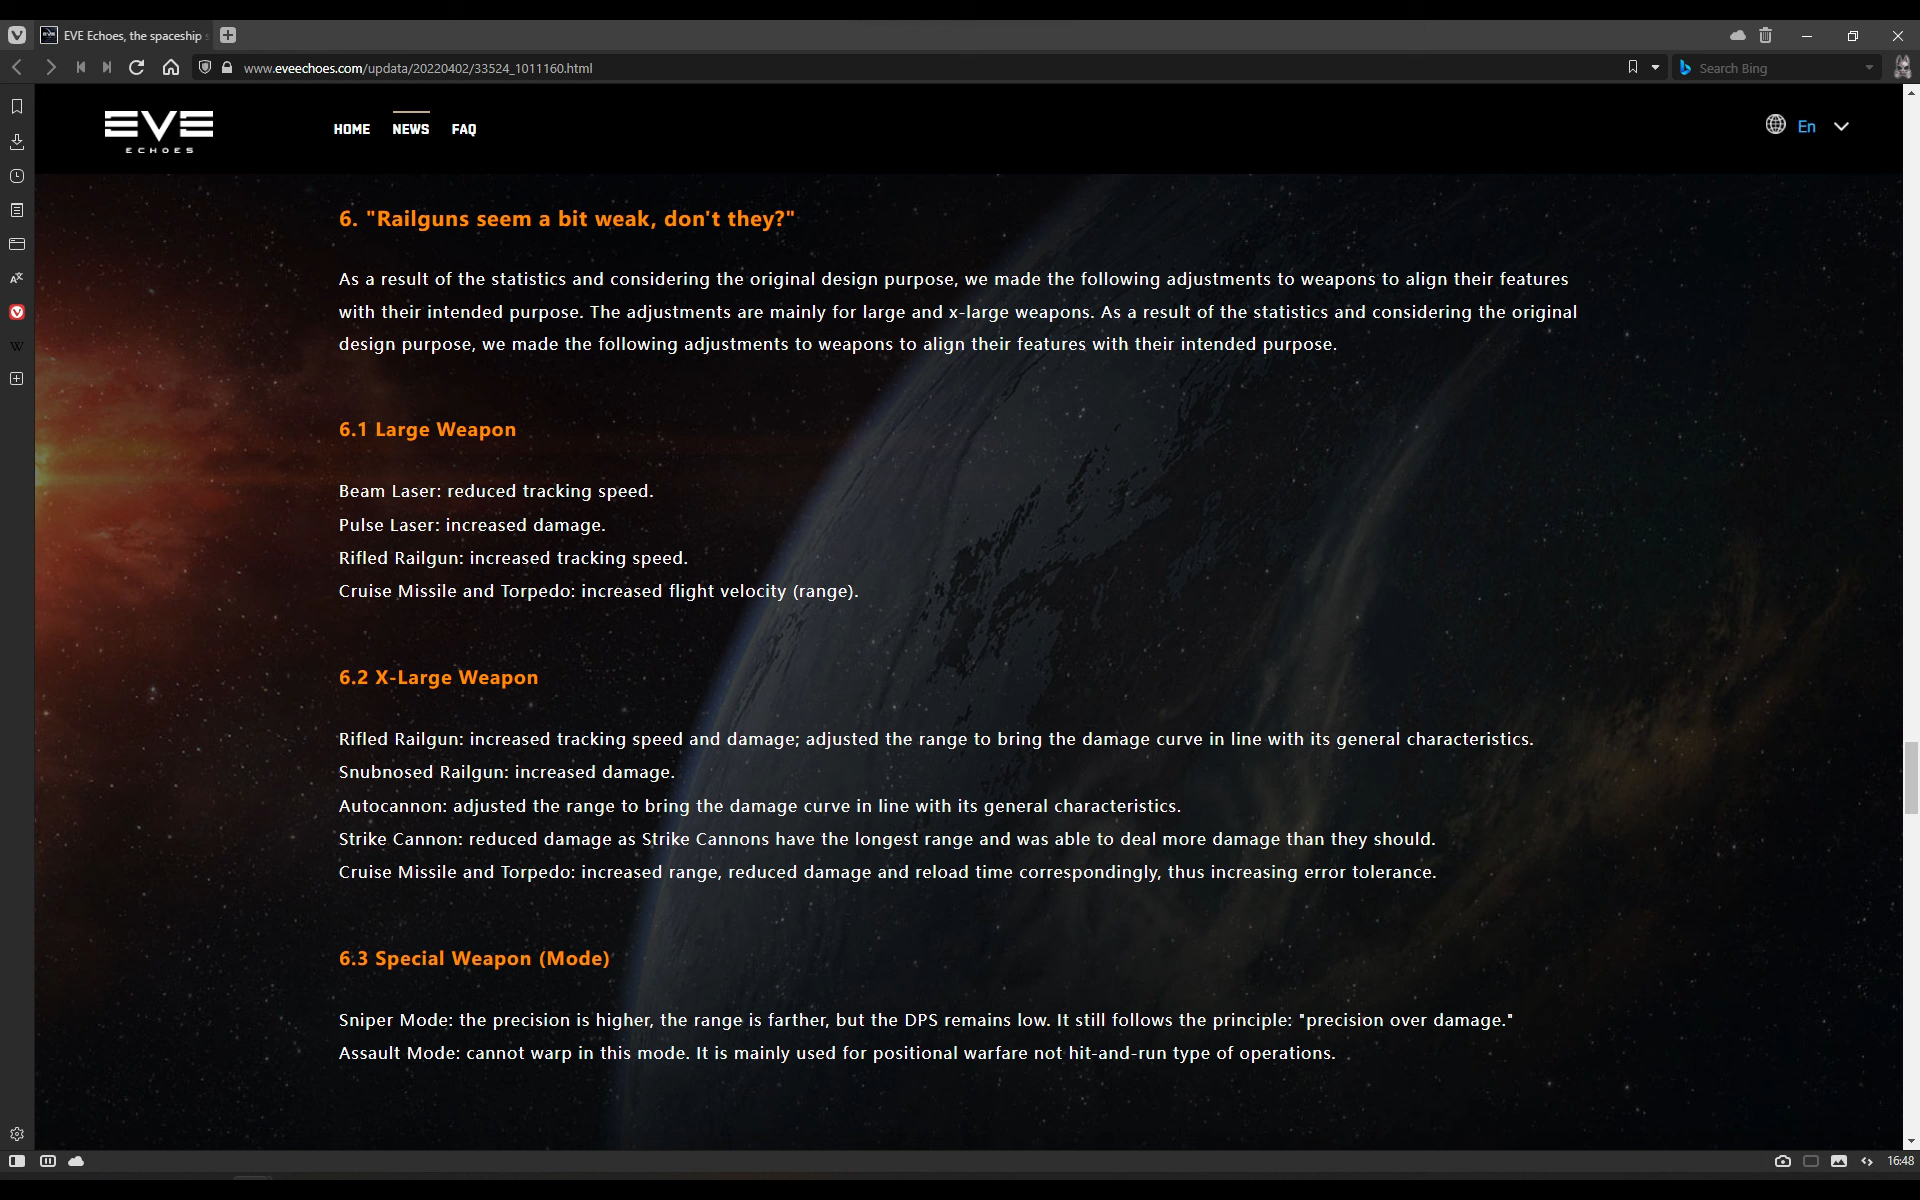 EVE Echoes, the spaceship
www.eveechoes.com/updata/20220402/33524_1011160.html
Search Bing
EVE
ECHOES
HOME
NEWS
FAQ
En
6. "Railguns seem a bit weak, don't they?"
As a result of the statistics and considering the original design purpose, we made the following adjustments to weapons to align their features
with their intended purpose. The adjustments are mainly for large and x-large weapons. As a result of the statistics and considering the original
design purpose, we made the following adjustments to weapons to align their features with their intended purpose.
6.1 Large Weapon
Beam Laser: reduced tracking speed.
Pulse Laser: increased damage.
Rifled Railgun: increased tracking speed.
Cruise Missile and Torpedo: increased flight velocity (range).
6.2 X-Large Weapon
Rifled Railgun: increased tracking speed and damage; adjusted the range to bring the damage curve in line with its general characteristics.
Snubnosed Railgun: increased damage.
Autocannon: adjusted the range to bring the damage curve in line with its general characteristics.
Strike Cannon: reduced damage as Strike Cannons have the longest range and was able to deal more damage than they should.
Cruise Missile and Torpedo: increased range, reduced damage and reload time correspondingly, thus increasing error tolerance.
6.3 Special Weapon (Mode)
Sniper Mode: the precision is higher, the range is farther, but the DPS remains low. It still follows the principle: "precision over damage."
Assault Mode: cannot warp in this mode. It is mainly used for positional warfare not hit-and-run type of operations.
16:48